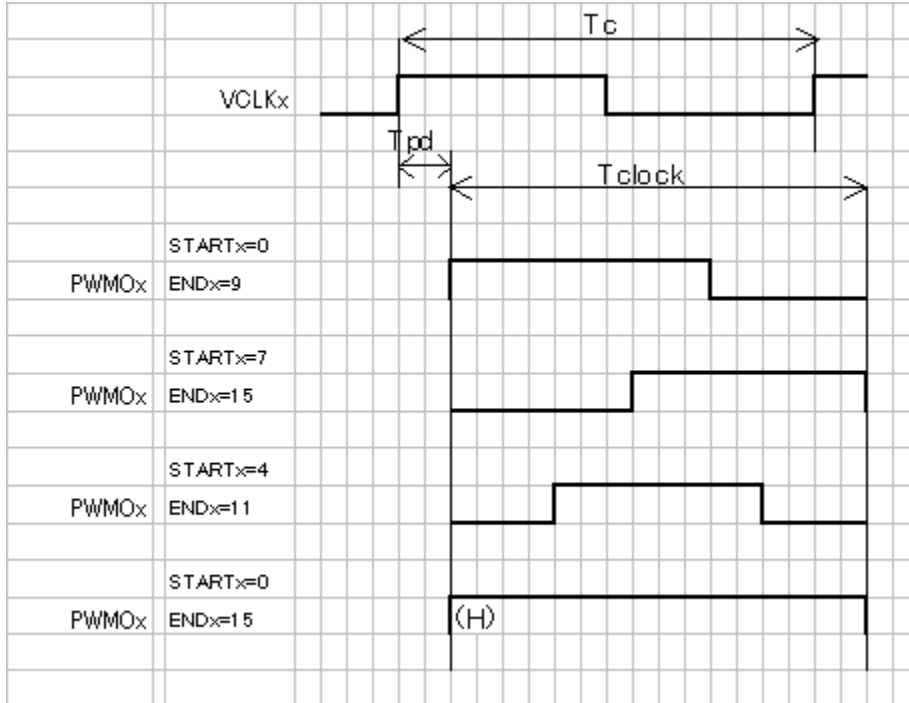 Tc
VCLKx
Tpd
Tclock
STARTx=0
PWMOx ENDx=9
STARTx=7
PWMOx ENDx=15
STARTx=4
PWMOx ENDx=11
STARTx=0
PWMOx ENDx=15 (H)